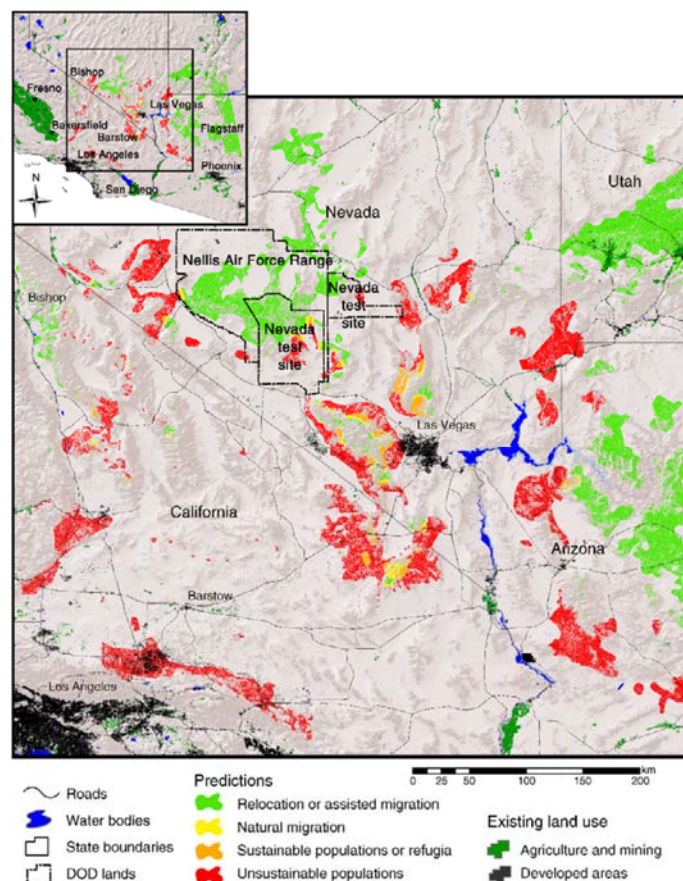 Bishop
Fresno
Las Vegas
Bakersfield
Barstow
Flagstaff
Los Angeles
Phoenix
N
San Diego
Utah
Nevada
Nellis Air Force Range
Bishop
Nevada
test
site
Nevada
test
site
Las Vegas
California
Arizona
Barstow
Los Angeles
km
0 25 50 100 150 200
Roads
Water bodies
State boundaries
DOD lands
Predictions
Relocation or assisted migration
Natural migration
Sustainable populations or refugia
Unsustainable populations
Existing land use
Agriculture and mining
Developed areas